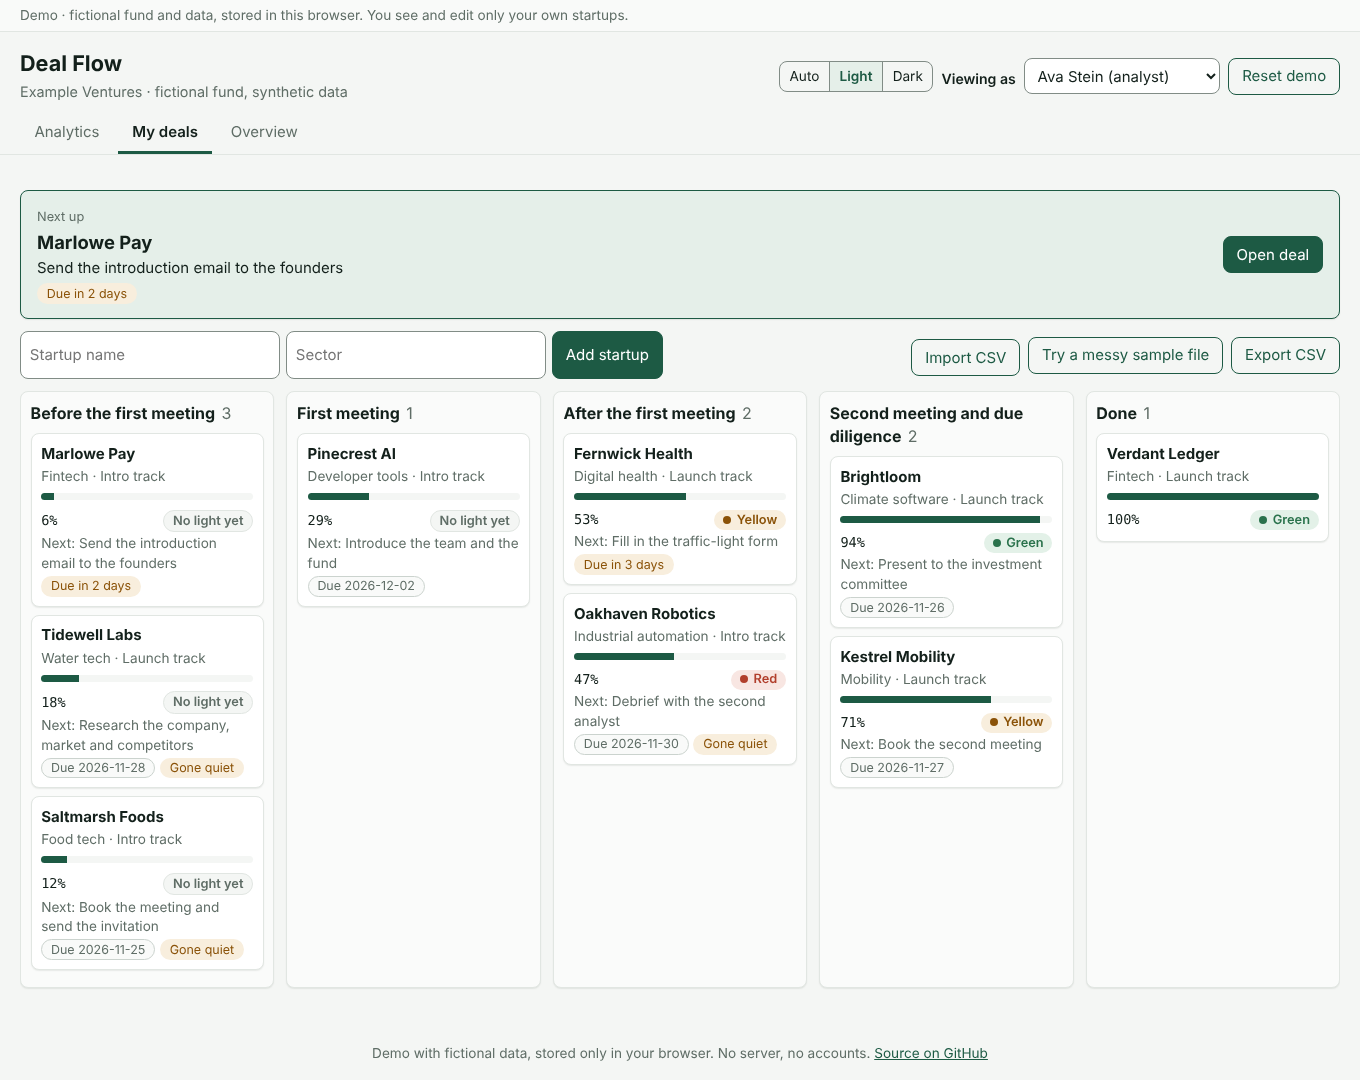 Demo · fictional fund and data, stored in this browser. You see and edit only your own startups.
Deal Flow
Example Ventures · fictional fund, synthetic data
Auto
Light
Dark
Viewing as
Ava Stein (analyst)
Reset demo
Analytics
My deals
Overview
Next up
Marlowe Pay
Send the introduction email to the founders
Due in 2 days
Open deal
Startup name
Sector
Add startup
Import CSV
Try a messy sample file
Export CSV
Before the first meeting 3
Marlowe Pay
Fintech · Intro track
6%
No light yet
Next: Send the introduction
email to the founders
Due in 2 days
Tidewell Labs
Water tech · Launch track
18%
No light yet
Next: Research the company,
market and competitors
Due 2026-11-28
Gone quiet
Saltmarsh Foods
Food tech · Intro track
12%
No light yet
Next: Book the meeting and
send the invitation
Due 2026-11-25
Gone quiet
First meeting 1
Pinecrest AI
Developer tools · Intro track
29%
No light yet
Next: Introduce the team and the
fund
Due 2026-12-02
After the first meeting 2
Fernwick Health
Digital health · Launch track
53%
Yellow
Next: Fill in the traffic-light form
Due in 3 days
Oakhaven Robotics
Industrial automation · Intro track
47%
Red
Next: Debrief with the second
analyst
Due 2026-11-30
Gone quiet
Second meeting and due
diligence 2
Brightloom
Climate software · Launch track
94%
Green
Next: Present to the investment
committee
Due 2026-11-26
Kestrel Mobility
Mobility · Launch track
71%
Yellow
Next: Book the second meeting
Due 2026-11-27
Done 1
Verdant Ledger
Fintech · Launch track
100%
Green
Demo with fictional data, stored only in your browser. No server, no accounts. Source on GitHub